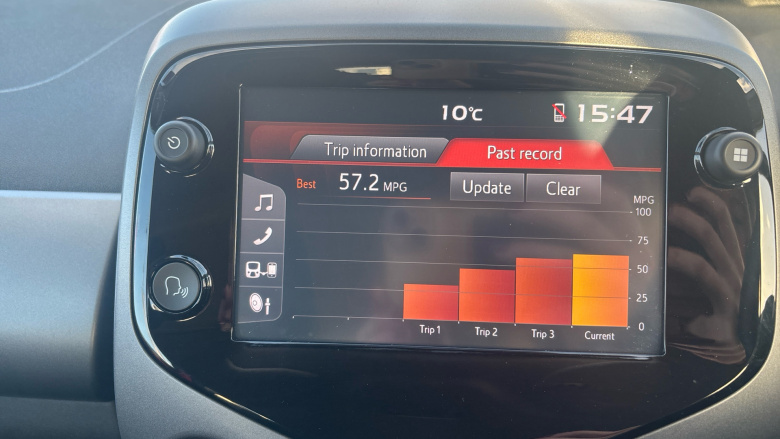 10°C 15:47
Trip information Past record
Best 57.2 MPG Update Clear
MPG
100
75
50
25
0
Trip 1 Trip 2 Trip 3 Current